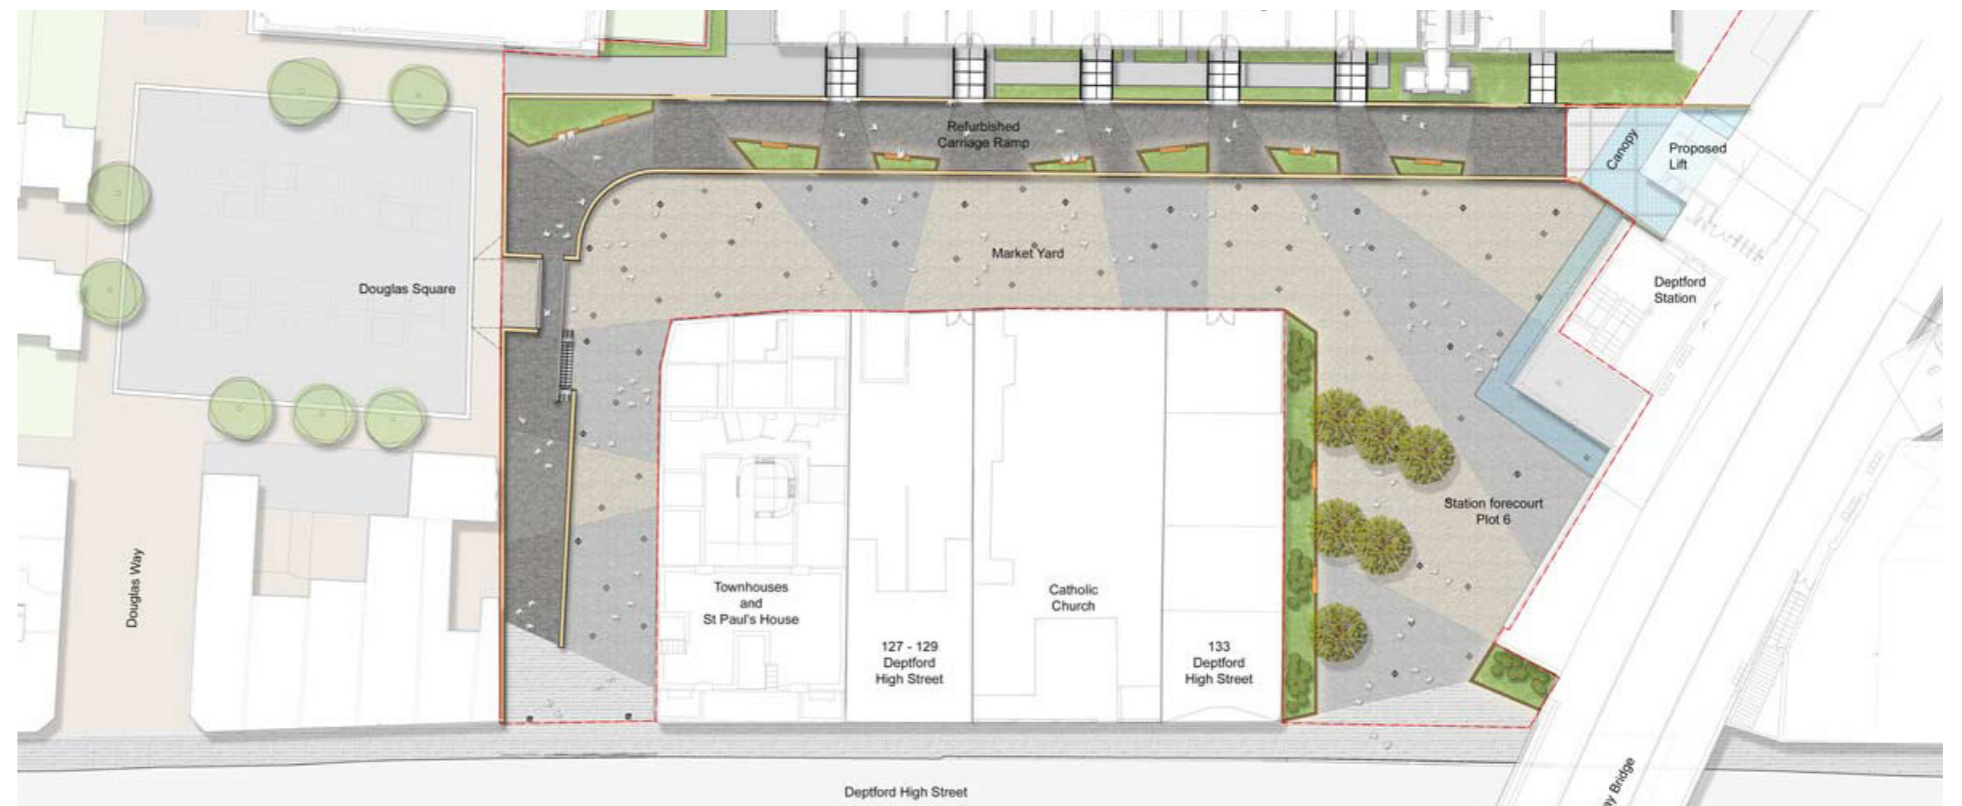 Refurbished
Carriage Ramp
Canopy
Proposed
Lift
Market Yard
Douglas Square
Deptford
Station
Station forecourt
Plot 6
Douglas Way
Townhouses
and
St Paul's House
Catholic
Church
127 - 129
Deptford
High Street
133
Deptford
High Street
Deptford High Street
Bridge